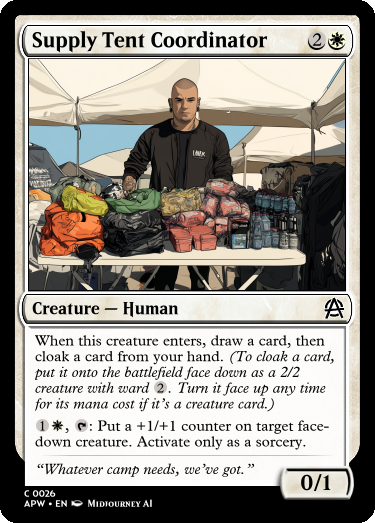 Supply Tent Coordinator 2
Creature — Human
When this creature enters, draw a card, then
cloak a card from your hand. (To cloak a card,
put it onto the battlefield face down as a 2/2
creature with ward 2. Turn it face up any time
for its mana cost if it's a creature card.)
1, : Put a +1/+1 counter on target face-
down creature. Activate only as a sorcery.
“Whatever camp needs, we've got.”
0/1
C 0026
APW • EN Midjourney AI